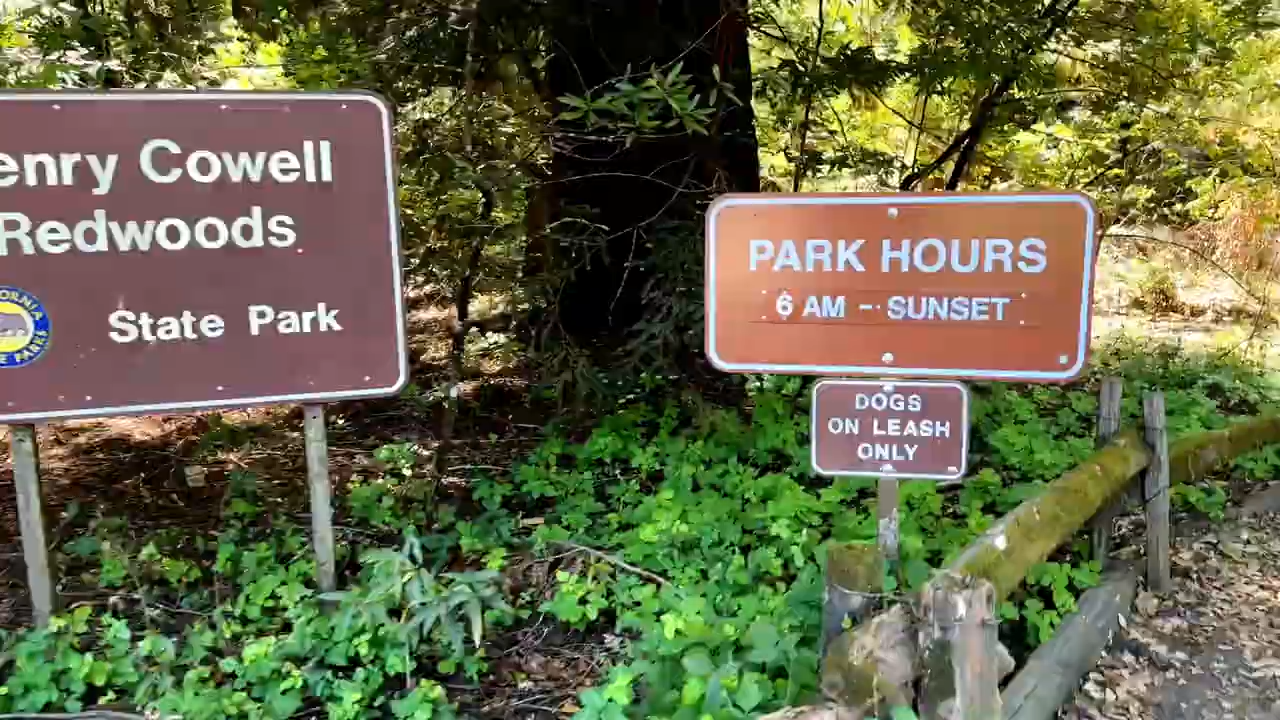 enry Cowell
Redwoods
State Park
PARK HOURS
6 AM - SUNSET
DOGS
ON LEASH
ONLY